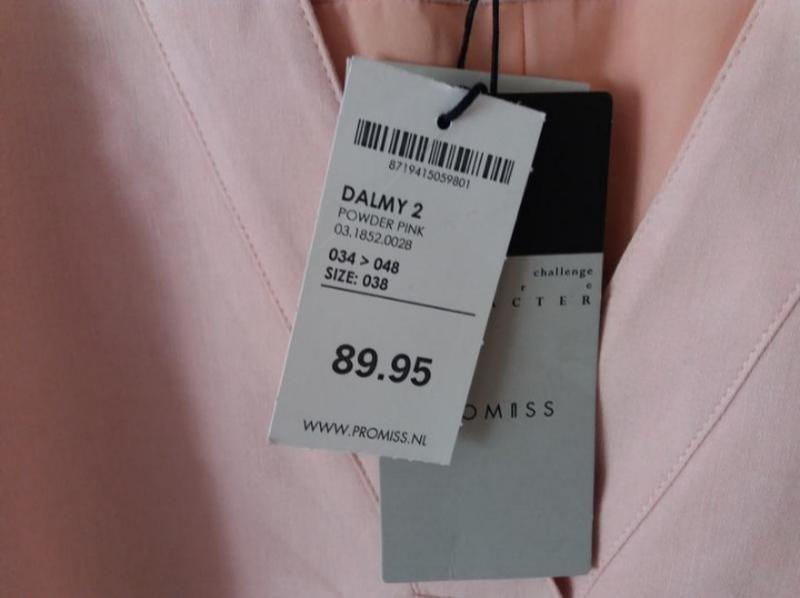 8719415059801
DALMY 2
POWDER PINK
03.1852.0028
034 > 048
SIZE: 038
89.95
WWW.PROMISS.NL
challenge
r e
ACTER
OMISS